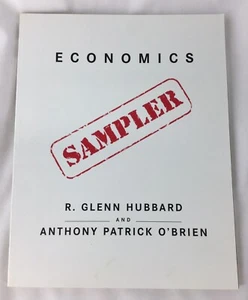 ECONOMICS
SAMPLER
R. GLENN HUBBARD
AND
ANTHONY PATRICK O'BRIEN